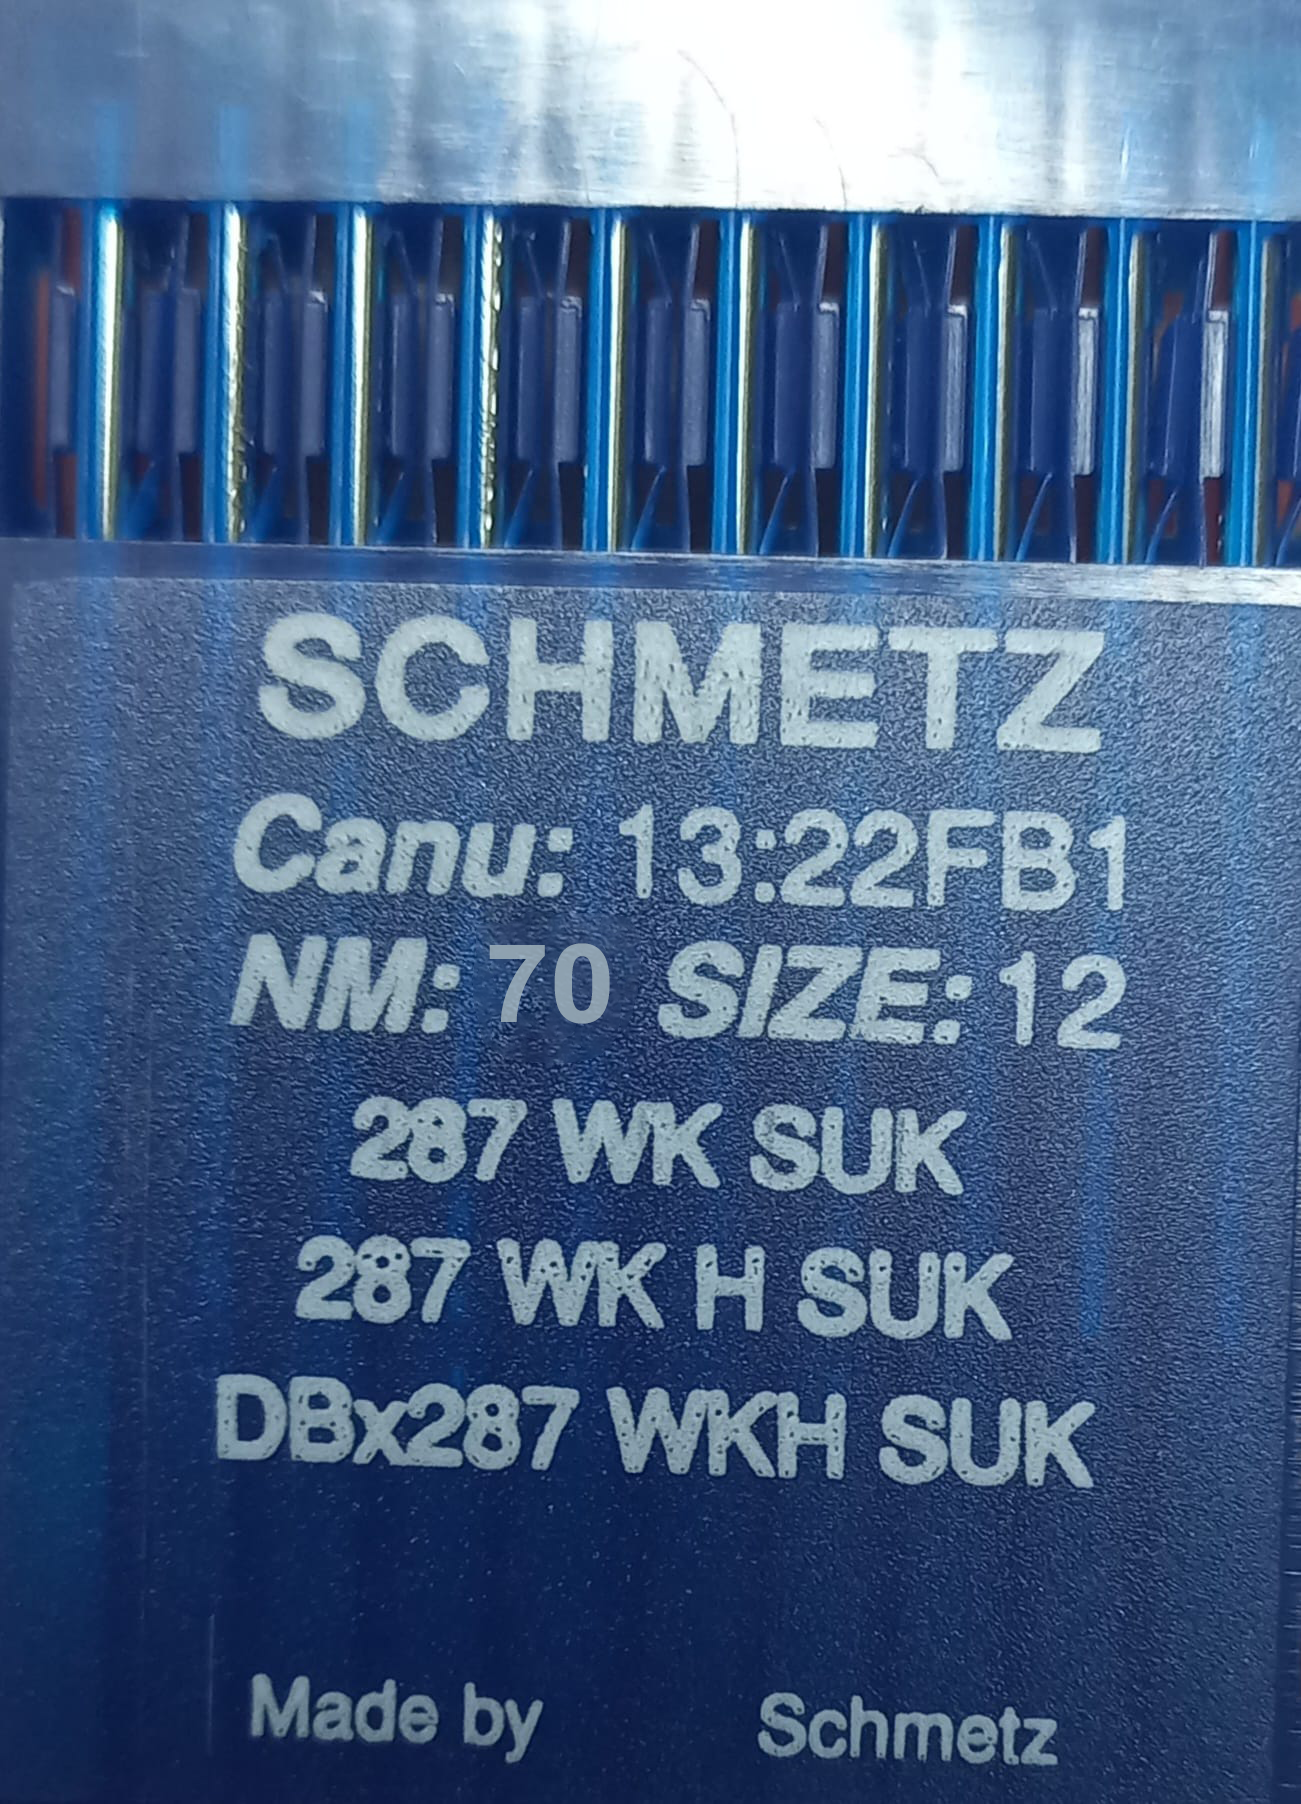 SCHMETZ
Canu: 13:22FB1
NM: 70 SIZE: 12
287 WK SUK
287 WK H SUK
DBx287 WKH SUK
Made by Schmetz